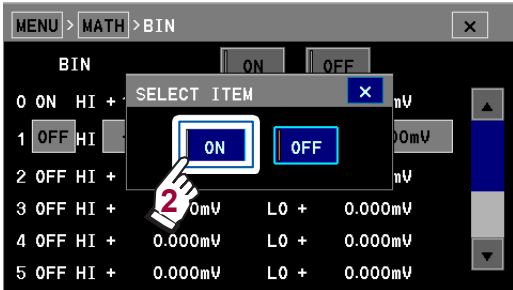 MENU > MATH >BIN ×
BIN ON OFF
SELECT ITEM ×
0 ON HI + mV
1 OFF HI 0mV
ON OFF
2 OFF HI + mV
2
3 OFF HI + 0mV LO + 0.000mV
4 OFF HI + 0.000mV LO + 0.000mV
5 OFF HI + 0.000mV LO + 0.000mV